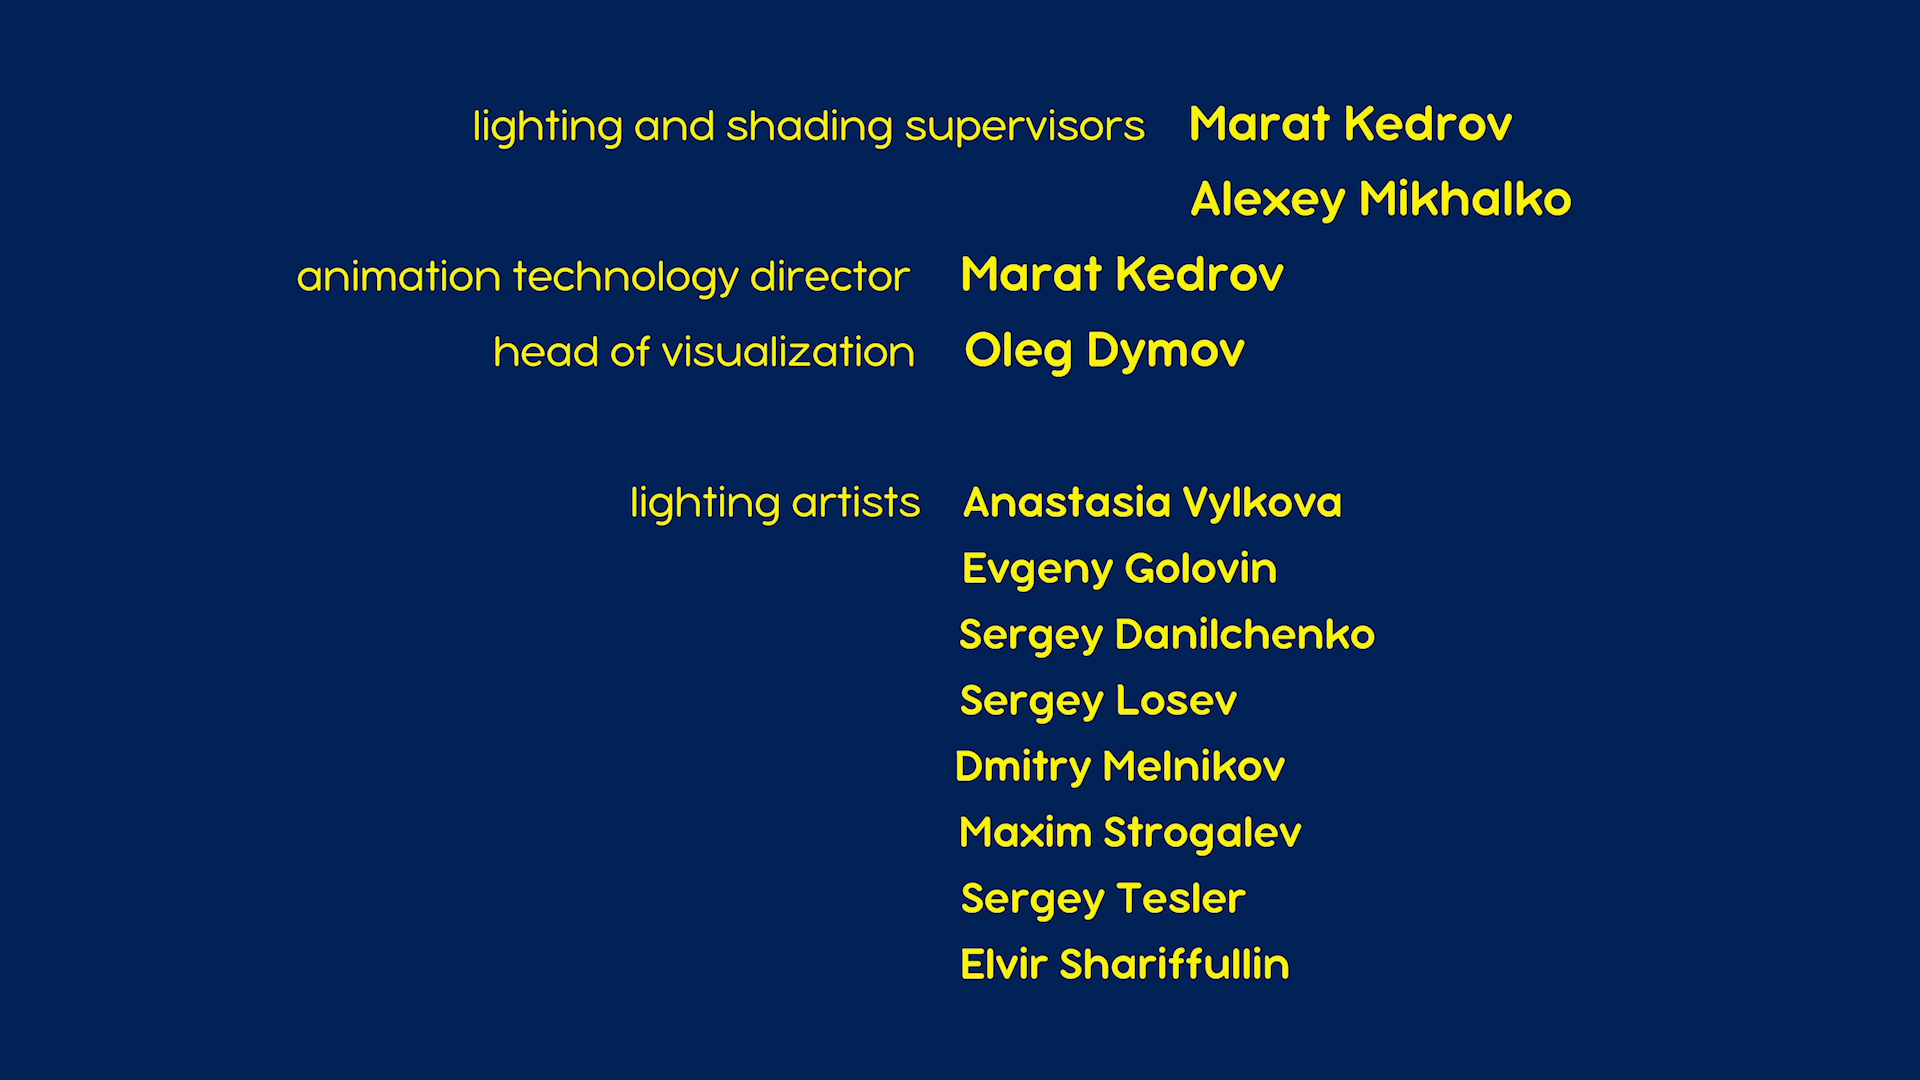 lighting and shading supervisors Marat Kedrov
Alexey Mikhalko
animation technology director Marat Kedrov
head of visualization Oleg Dymov
lighting artists Anastasia Vylkova
Evgeny Golovin
Sergey Danilchenko
Sergey Losev
Dmitry Melnikov
Maxim Strogalev
Sergey Tesler
Elvir Shariffullin